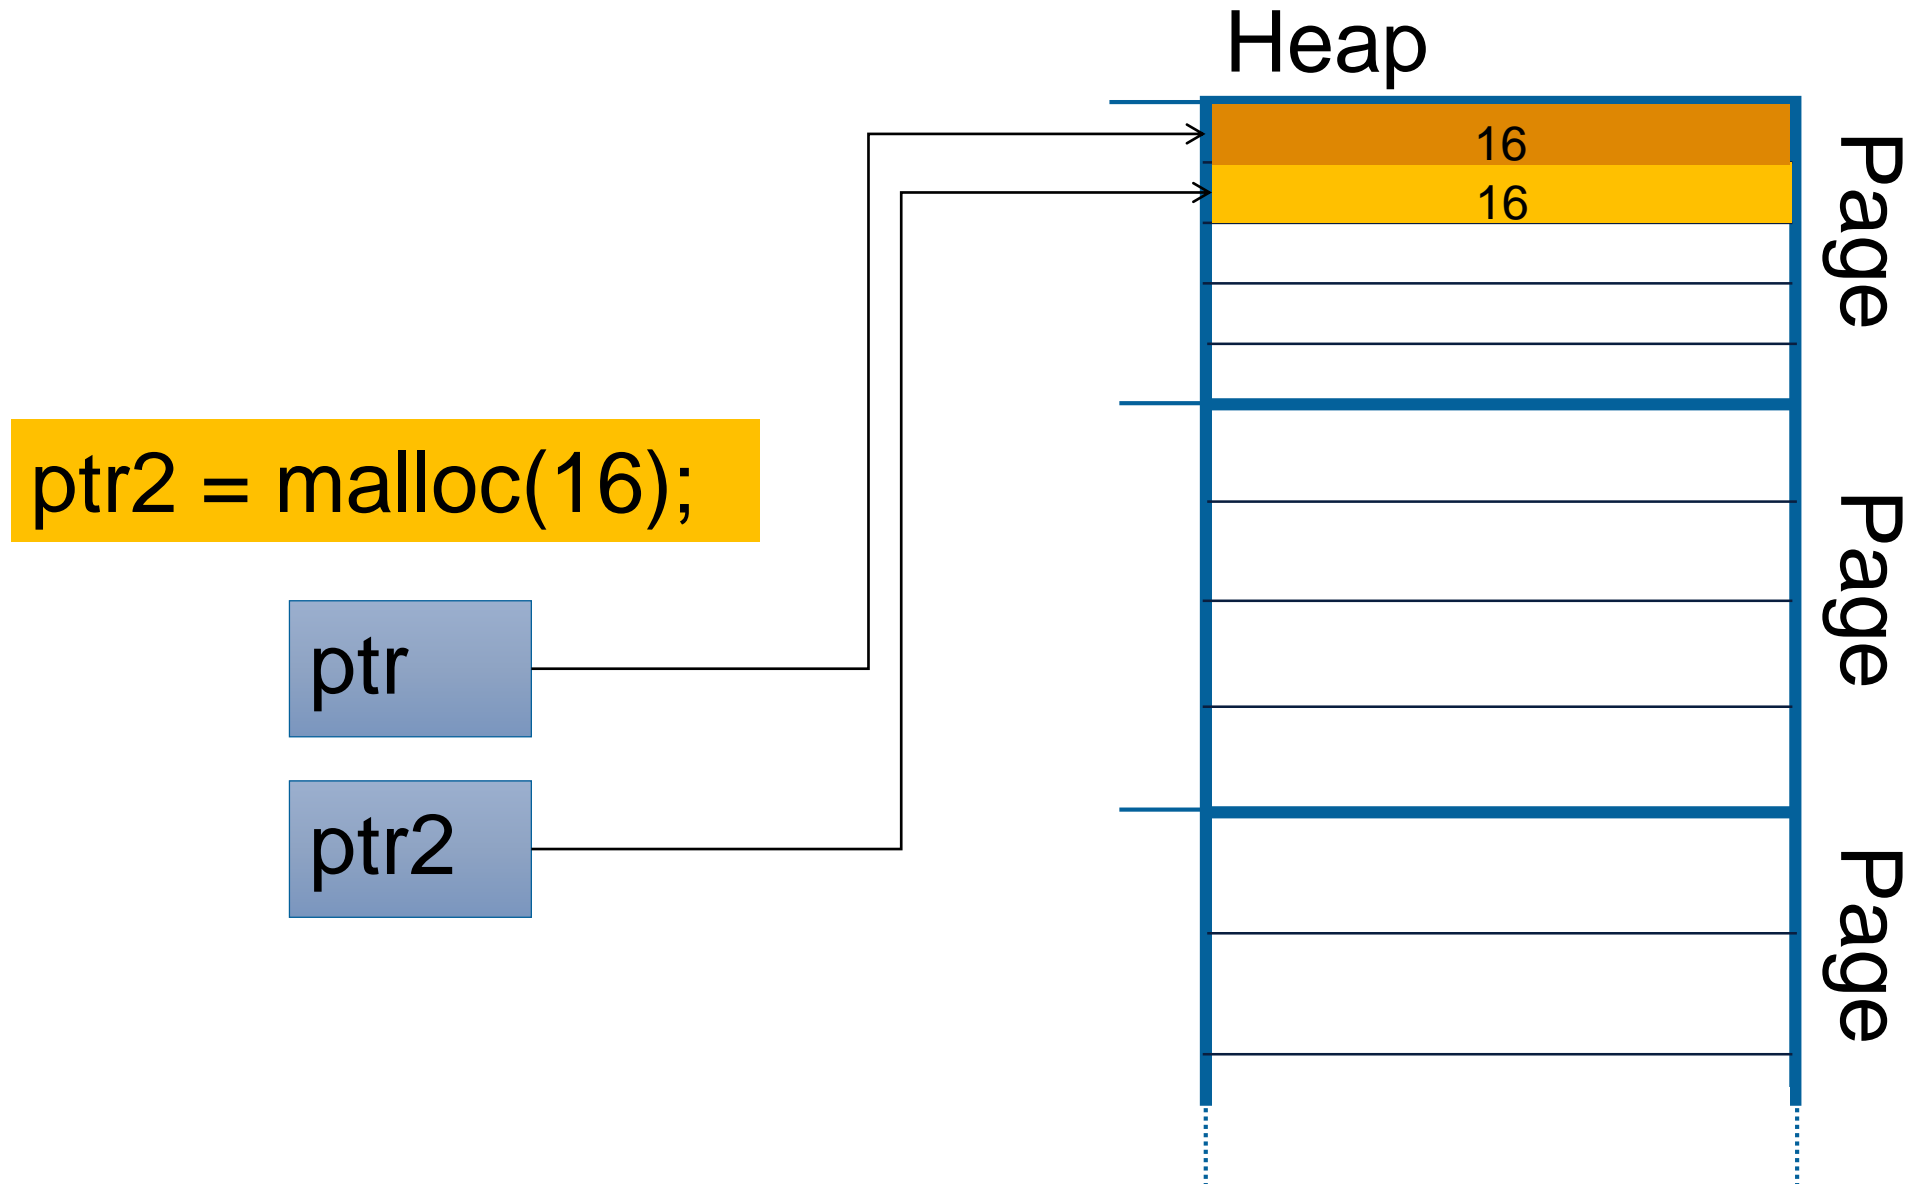 Heap
16
16
Page
ptr2 = malloc(16);
Page
ptr
ptr2
Page